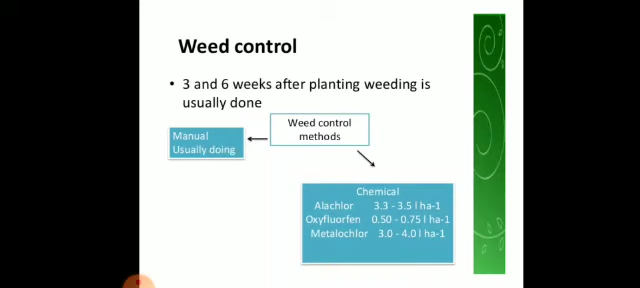 Weed control
• 3 and 6 weeks after planting weeding is
usually done
Weed control
methods
Manual
Usually doing
Chemical
Alachlor 3.3 - 3.5 l ha-1
Oxyfluorfen 0.50 - 0.75 l ha-1
Metalochlor 3.0 - 4.0 l ha-1